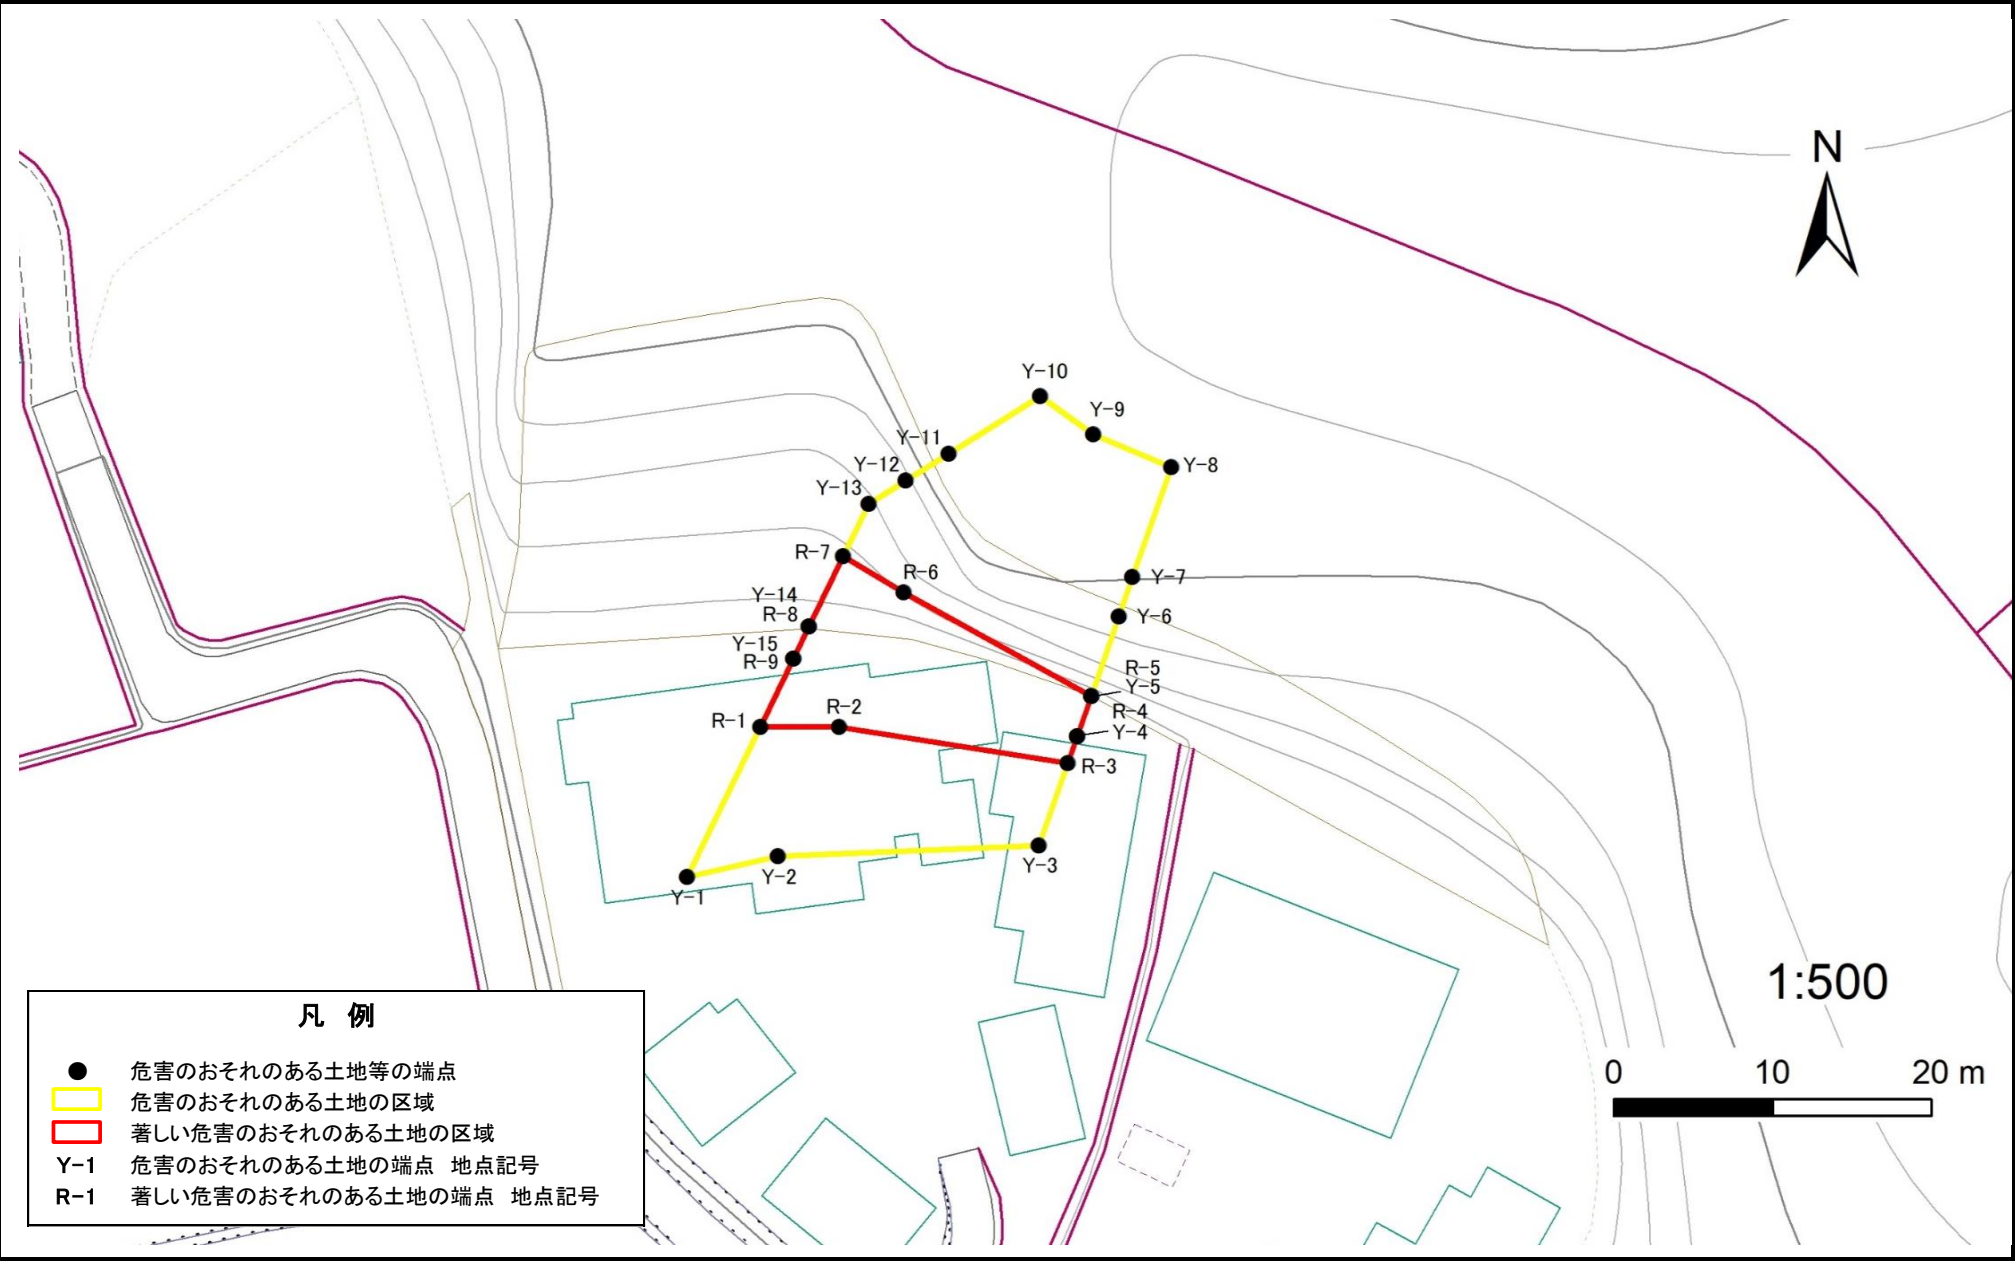 N
Y-10
Y-9
Y-11
Y-12
Y-8
Y-13
R-7
R-6
Y-7
Y-14
R-8
Y-6
Y-15
R-9
R-5
Y-5
R-1
R-2
R-4
Y-4
R-3
Y-3
Y-2
Y-1
1:500
0 10 20 m
凡 例
危害のおそれのある土地等の端点
危害のおそれのある土地の区域
著しい危害のおそれのある土地の区域
Y-1 危害のおそれのある土地の端点 地点記号
R-1 著しい危害のおそれのある土地の端点 地点記号